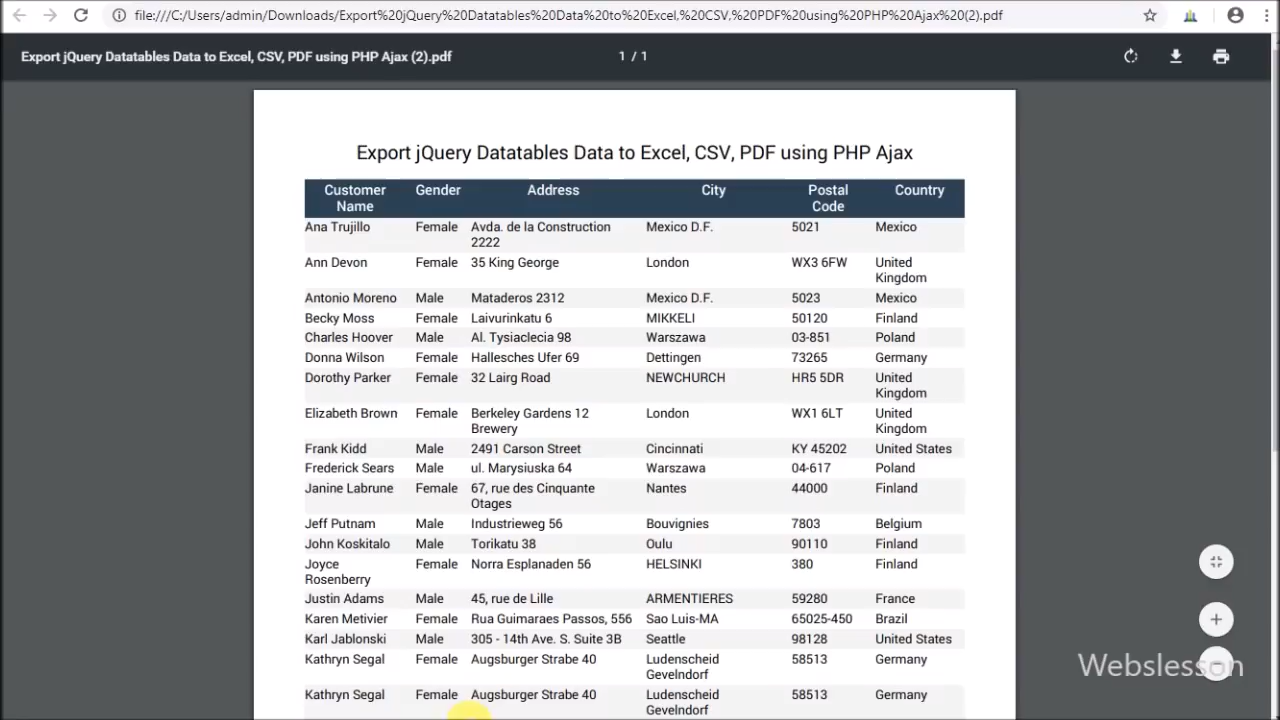 file:///C:/Users/admin/Downloads/Export%20jQuery%20Datatables%20Data%20to%20Excel,%20CSV,%20PDF%20using%20PHP%20Ajax%20(2).pdf
Export jQuery Datatables Data to Excel, CSV, PDF using PHP Ajax (2).pdf 1 / 1
Export jQuery Datatables Data to Excel, CSV, PDF using PHP Ajax
Customer Name Gender Address City Postal Code Country
Ana Trujillo Female Avda. de la Construction 2222 Mexico D.F. 5021 Mexico
Ann Devon Female 35 King George London WX3 6FW United Kingdom
Antonio Moreno Male Mataderos 2312 Mexico D.F. 5023 Mexico
Becky Moss Female Laivurinkatu 6 MIKKELI 50120 Finland
Charles Hoover Male Al. Tysiaclecia 98 Warszawa 03-851 Poland
Donna Wilson Female Hallesches Ufer 69 Dettingen 73265 Germany
Dorothy Parker Female 32 Lairg Road NEWCHURCH HR5 5DR United Kingdom
Elizabeth Brown Female Berkeley Gardens 12 Brewery London WX1 6LT United Kingdom
Frank Kidd Male 2491 Carson Street Cincinnati KY 45202 United States
Frederick Sears Male ul. Marysiuska 64 Warszawa 04-617 Poland
Janine Labrune Female 67, rue des Cinquante Otages Nantes 44000 Finland
Jeff Putnam Male Industrieweg 56 Bouvignies 7803 Belgium
John Koskitalo Male Torikatu 38 Oulu 90110 Finland
Joyce Rosenberry Female Norra Esplanaden 56 HELSINKI 380 Finland
Justin Adams Male 45, rue de Lille ARMENTIERES 59280 France
Karen Metivier Female Rua Guimaraes Passos, 556 Sao Luis-MA 65025-450 Brazil
Karl Jablonski Male 305 - 14th Ave. S. Suite 3B Seattle 98128 United States
Kathryn Segal Female Augsburger Strabe 40 Ludenscheid Gevelndorf 58513 Germany
Kathryn Segal Female Augsburger Strabe 40 Ludenscheid Gevelndorf 58513 Germany
Webslesson